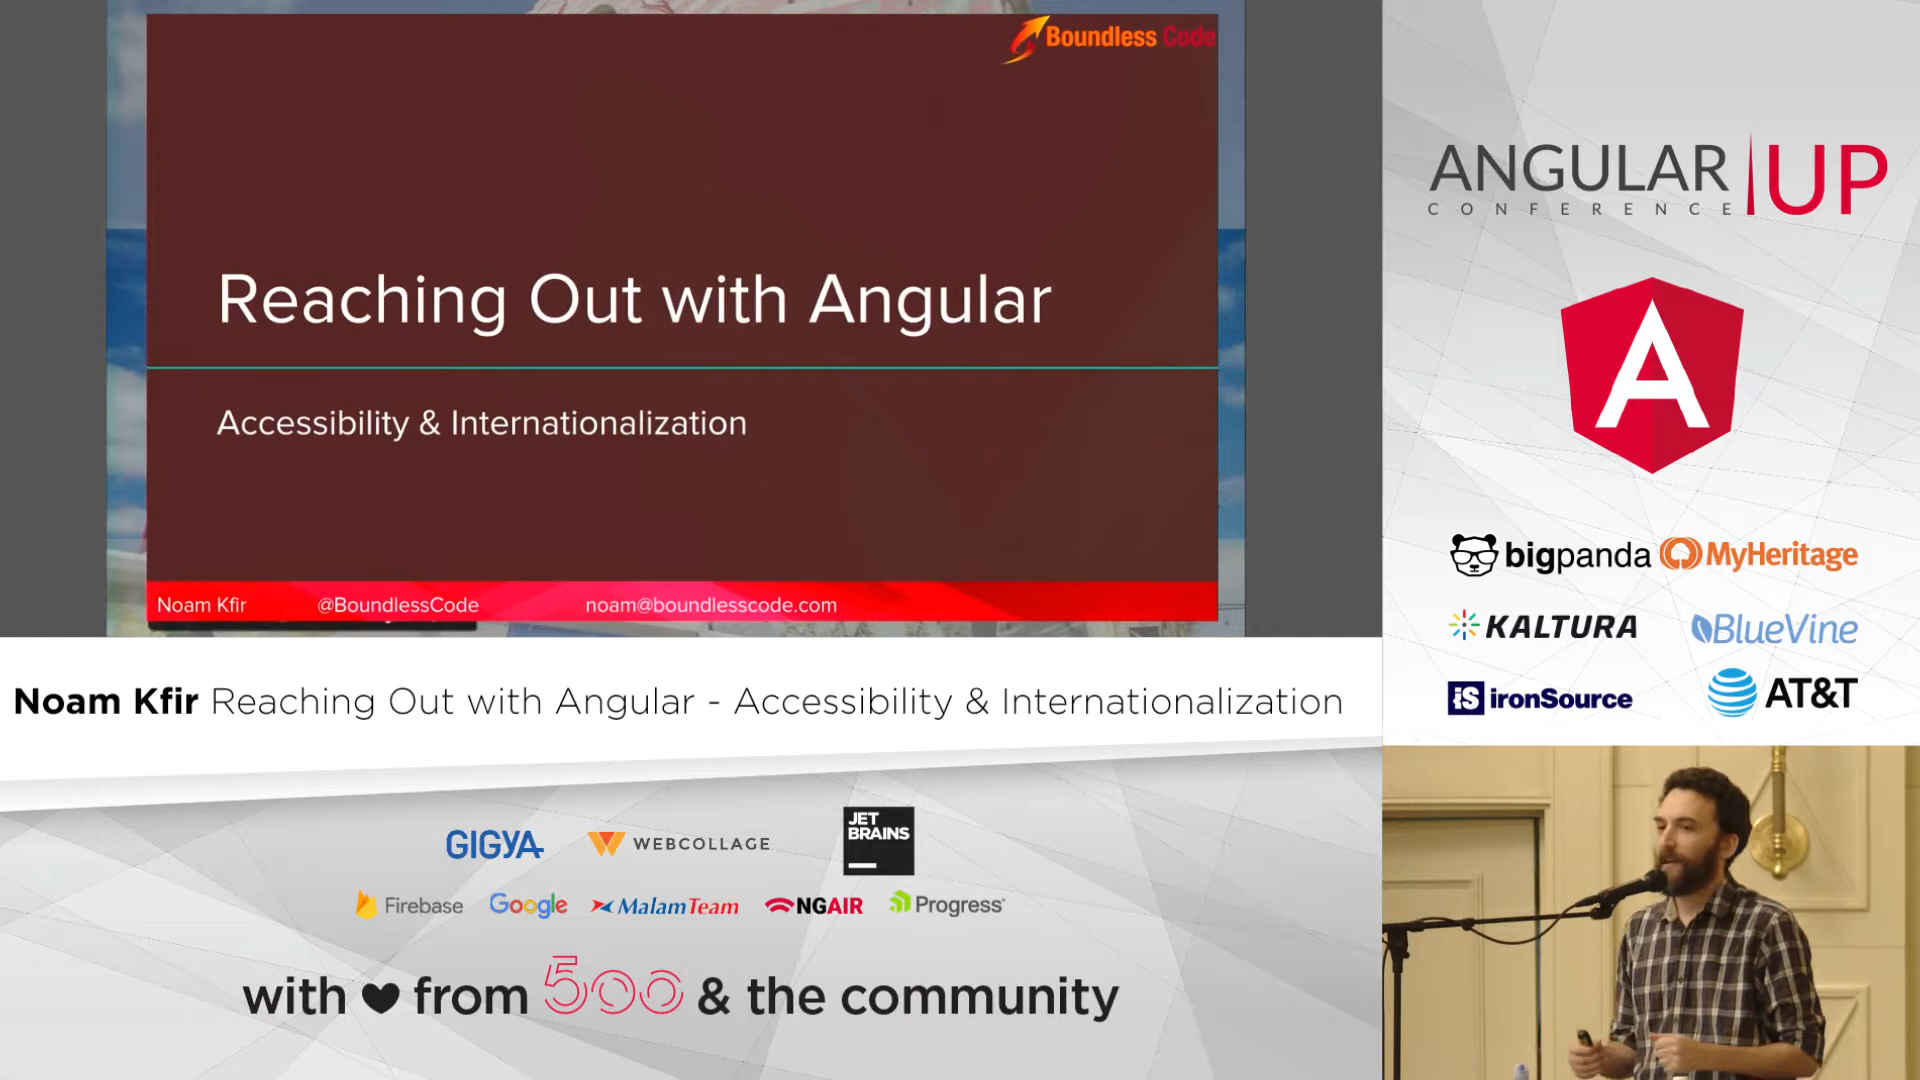 Boundless Code
Reaching Out with Angular
Accessibility & Internationalization
Noam Kfir @BoundlessCode noam@boundlesscode.com
Noam Kfir Reaching Out with Angular - Accessibility & Internationalization
GIGYA WEBCOLLAGE JET
BRAINS
Firebase Google MalamTeam NGAIR Progress
with from 500 & the community
ANGULAR UP
CONFERENCE
bigpanda MyHeritage
KALTURA BlueVine
iS ironSource AT&T